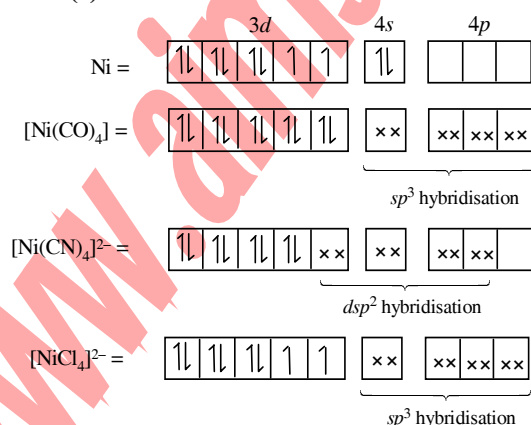 3d 4s 4p
Ni = ⥮ ⥮ ⥮ ↿ ↿ ⥮
[Ni(CO)₄] = ⥮ ⥮ ⥮ ⥮ ⥮ ×× ×× ×× ××
sp³ hybridisation
[Ni(CN)₄]²⁻ = ⥮ ⥮ ⥮ ⥮ ×× ×× ×× ××
dsp² hybridisation
[NiCl₄]²⁻ = ⥮ ⥮ ⥮ ↿ ↿ ×× ×× ×× ××
sp³ hybridisation